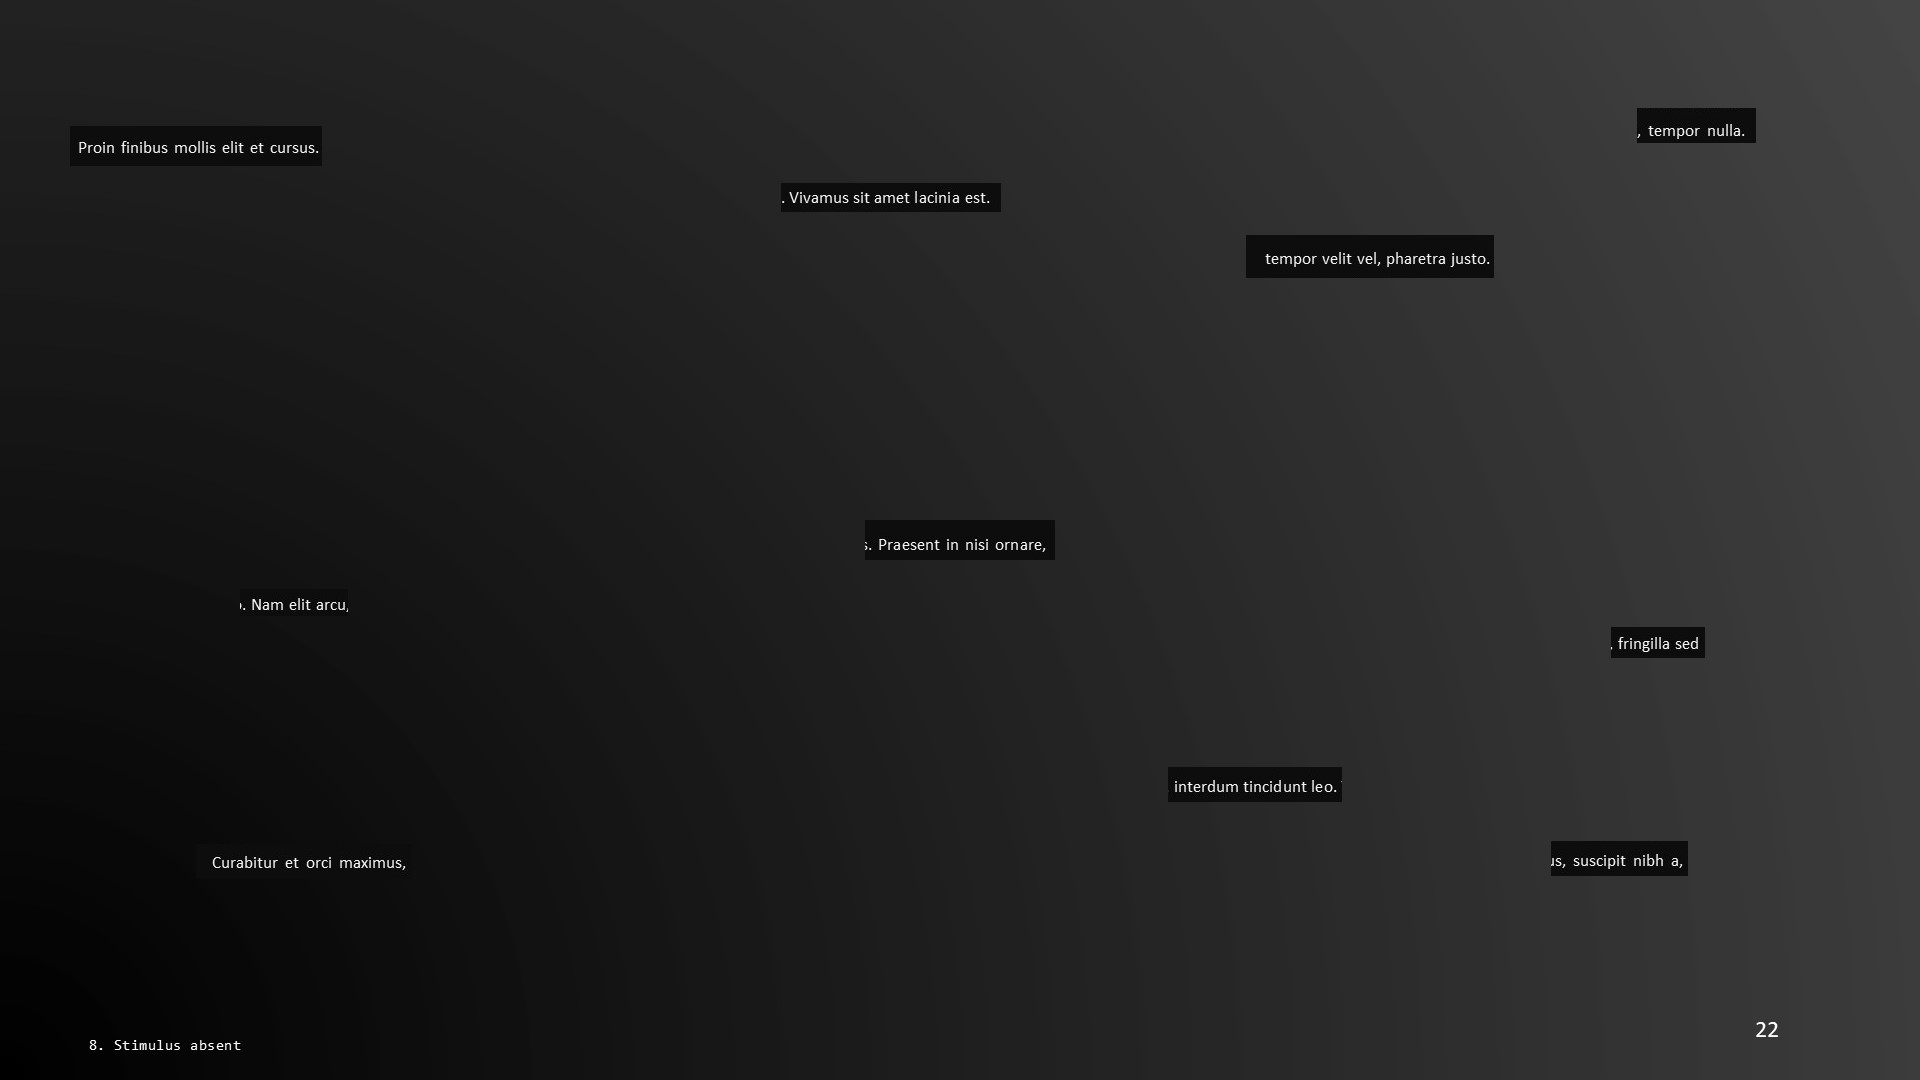 , tempor nulla.
Proin finibus mollis elit et cursus.
. Vivamus sit amet lacinia est.
tempor velit vel, pharetra justo.
s. Praesent in nisi ornare,
. Nam elit arcu,
, fringilla sed
interdum tincidunt leo.
us, suscipit nibh a,
Curabitur et orci maximus,
22
8. Stimulus absent